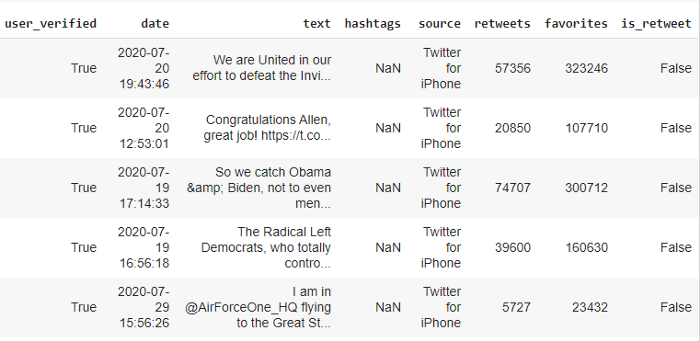 user_verified date text hashtags source retweets favorites is_retweet
True 2020-07-20 19:43:46 We are United in our effort to defeat the Invi... NaN Twitter for iPhone 57356 323246 False
True 2020-07-20 12:53:01 Congratulations Allen, great job! https://t.co... NaN Twitter for iPhone 20850 107710 False
True 2020-07-19 17:14:33 So we catch Obama &amp; Biden, not to even men... NaN Twitter for iPhone 74707 300712 False
True 2020-07-19 16:56:18 The Radical Left Democrats, who totally contro... NaN Twitter for iPhone 39600 160630 False
True 2020-07-29 15:56:26 I am in @AirForceOne_HQ flying to the Great St... NaN Twitter for iPhone 5727 23432 False